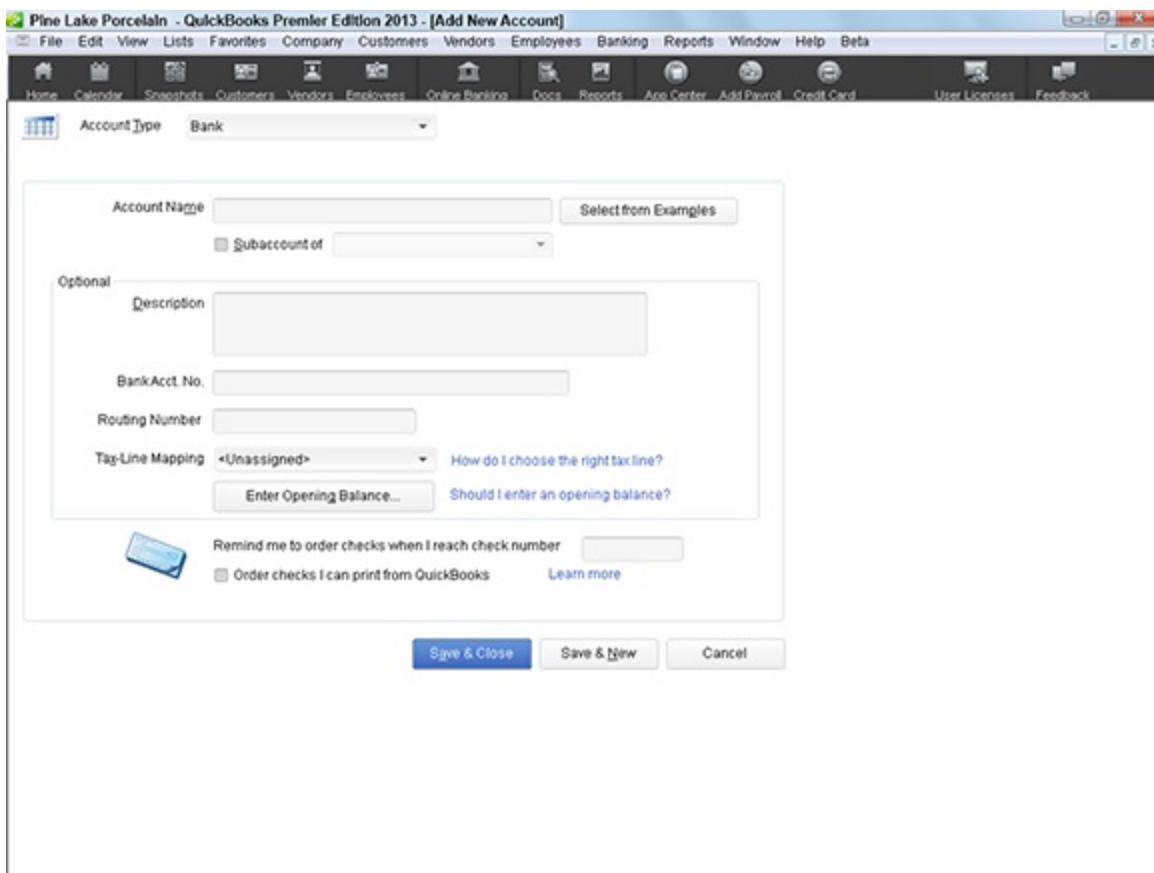 Pine Lake Porcelain - QuickBooks Premier Edition 2013 - [Add New Account]
File Edit View Lists Favorites Company Customers Vendors Employees Banking Reports Window Help Beta
Home Calendar Snapshots Customers Vendors Employees Online Banking Docs Reports App Center Add Payroll Credit Card User Licenses Feedback
Account Type Bank
Account Name Select from Examples
Subaccount of
Optional
Description
Bank Acct. No.
Routing Number
Tax-Line Mapping <Unassigned> How do I choose the right tax line?
Enter Opening Balance... Should I enter an opening balance?
Remind me to order checks when I reach check number
Order checks I can print from QuickBooks Learn more
Save & Close Save & New Cancel